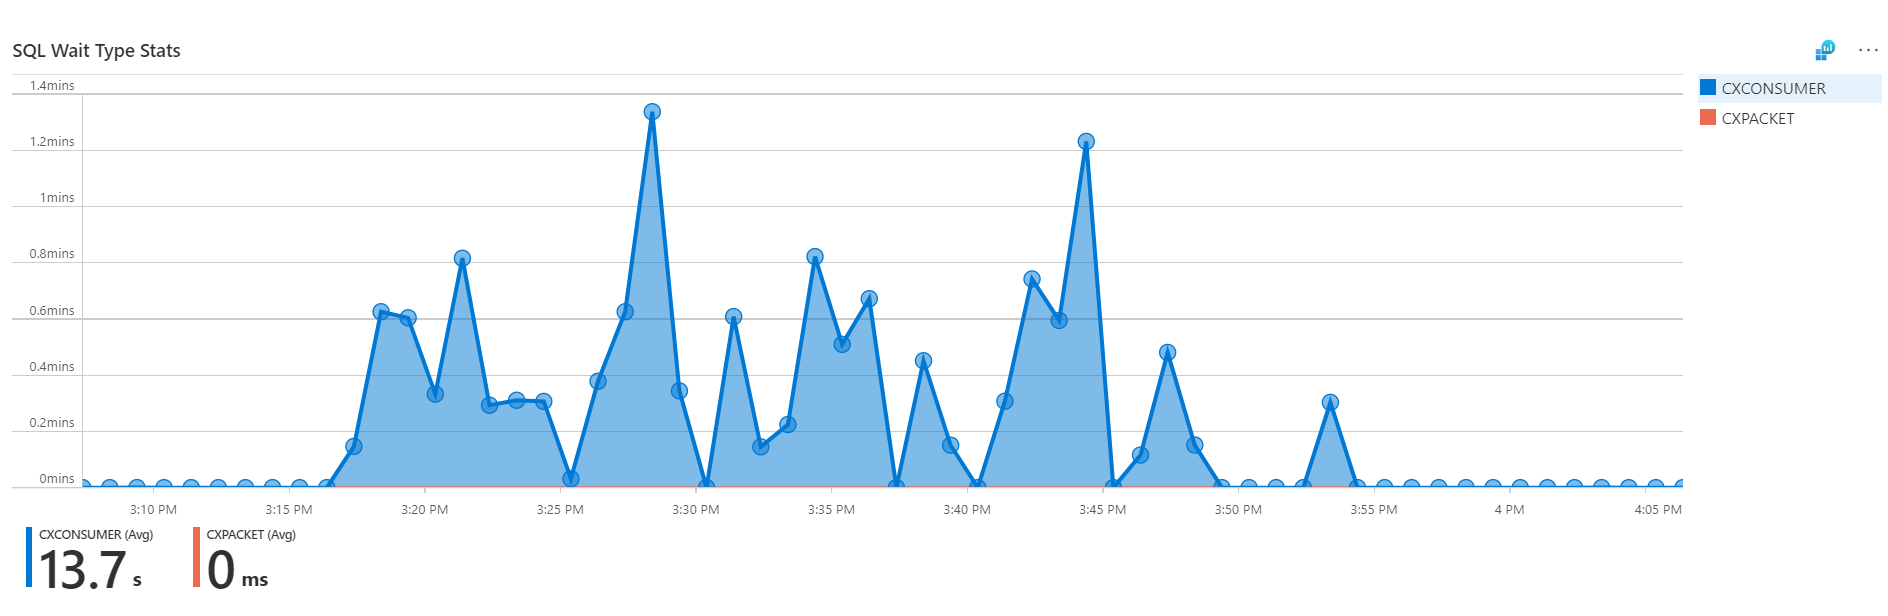 SQL Wait Type Stats
...
CXCONSUMER
CXPACKET
1.4mins
1.2mins
1mins
0.8mins
0.6mins
0.4mins
0.2mins
0mins
3:10 PM 3:15 PM 3:20 PM 3:25 PM 3:30 PM 3:35 PM 3:40 PM 3:45 PM 3:50 PM 3:55 PM 4 PM 4:05 PM
CXCONSUMER (Avg) CXPACKET (Avg)
13.7 s 0 ms